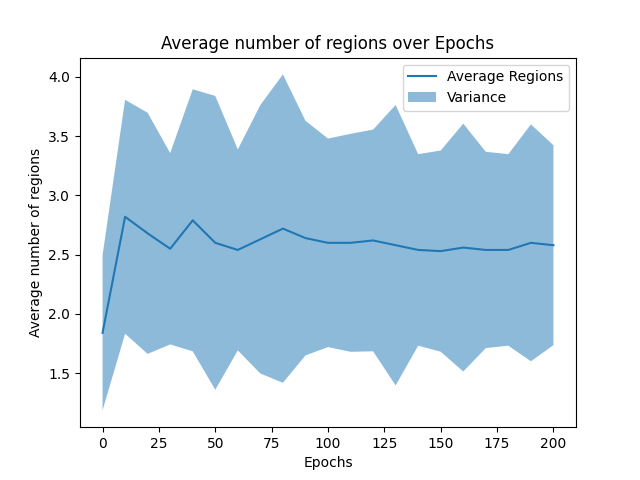 Average number of regions over Epochs
Average Regions
Variance
Average number of regions
4.0
3.5
3.0
2.5
2.0
1.5
0 25 50 75 100 125 150 175 200
Epochs